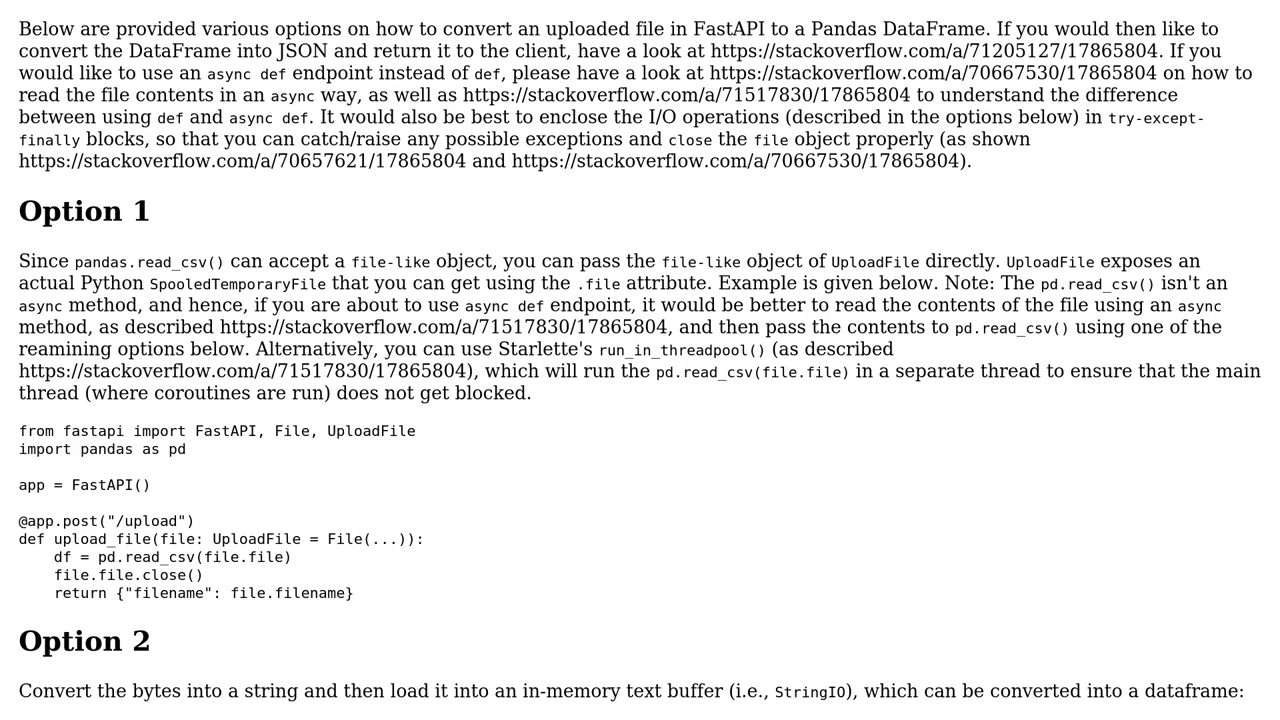 Below are provided various options on how to convert an uploaded file in FastAPI to a Pandas DataFrame. If you would then like to
convert the DataFrame into JSON and return it to the client, have a look at https://stackoverflow.com/a/71205127/17865804. If you
would like to use an async def endpoint instead of def, please have a look at https://stackoverflow.com/a/70667530/17865804 on how to
read the file contents in an async way, as well as https://stackoverflow.com/a/71517830/17865804 to understand the difference
between using def and async def. It would also be best to enclose the I/O operations (described in the options below) in try-except-
finally blocks, so that you can catch/raise any possible exceptions and close the file object properly (as shown
https://stackoverflow.com/a/70657621/17865804 and https://stackoverflow.com/a/70667530/17865804).
Option 1
Since pandas.read_csv() can accept a file-like object, you can pass the file-like object of UploadFile directly. UploadFile exposes an
actual Python SpooledTemporaryFile that you can get using the .file attribute. Example is given below. Note: The pd.read_csv() isn't an
async method, and hence, if you are about to use async def endpoint, it would be better to read the contents of the file using an async
method, as described https://stackoverflow.com/a/71517830/17865804, and then pass the contents to pd.read_csv() using one of the
reamining options below. Alternatively, you can use Starlette's run_in_threadpool() (as described
https://stackoverflow.com/a/71517830/17865804), which will run the pd.read_csv(file.file) in a separate thread to ensure that the main
thread (where coroutines are run) does not get blocked.
from fastapi import FastAPI, File, UploadFile
import pandas as pd
app = FastAPI()
@app.post("/upload")
def upload_file(file: UploadFile = File(...)):
    df = pd.read_csv(file.file)
    file.file.close()
    return {"filename": file.filename}
Option 2
Convert the bytes into a string and then load it into an in-memory text buffer (i.e., StringIO), which can be converted into a dataframe: